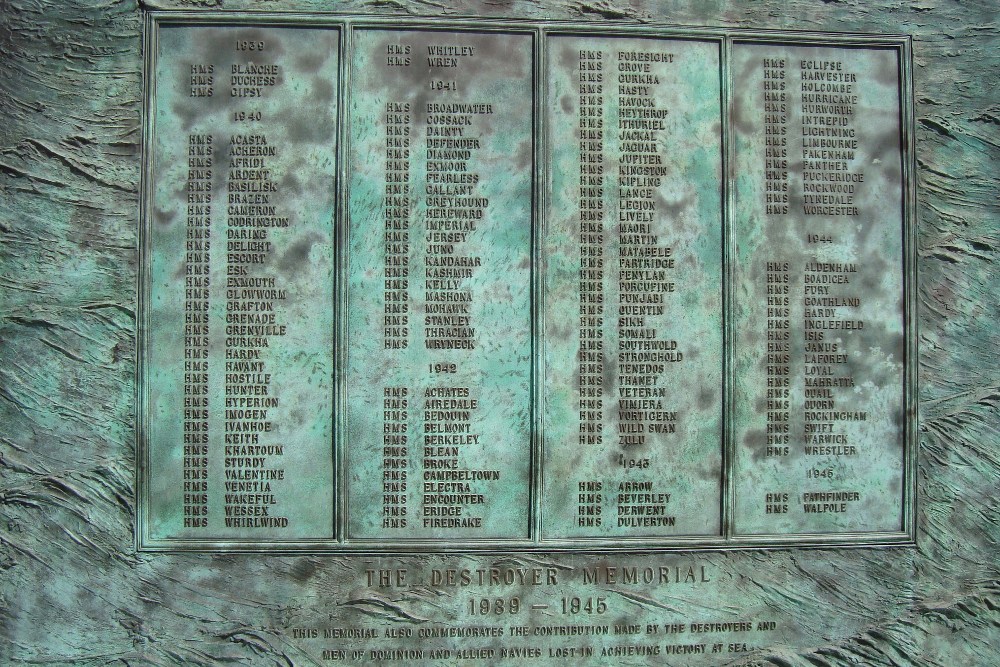 1939
HMS BLANCHE
HMS DUCHESS
HMS GIPSY
1940
HMS ACASTA
HMS ACHERON
HMS AFRIDI
HMS ARDENT
HMS BASILISK
HMS BRAZEN
HMS CAMERON
HMS CODRINGTON
HMS DARING
HMS DELIGHT
HMS ESCORT
HMS ESK
HMS EXMOUTH
HMS GLOWWORM
HMS GRAFTON
HMS GRENADE
HMS GRENVILLE
HMS GURKHA
HMS HARDY
HMS HAVANT
HMS HOSTILE
HMS HUNTER
HMS HYPERION
HMS IMOGEN
HMS IVANHOE
HMS KEITH
HMS KHARTOUM
HMS STURDY
HMS VALENTINE
HMS VENETIA
HMS WAKEFUL
HMS WESSEX
HMS WHIRLWIND
HMS WHITLEY
HMS WREN
1941
HMS BROADWATER
HMS COSSACK
HMS DAINTY
HMS DEFENDER
HMS DIAMOND
HMS EXMOOR
HMS FEARLESS
HMS GALLANT
HMS GREYHOUND
HMS HEREWARD
HMS IMPERIAL
HMS JERSEY
HMS JUNO
HMS KANDAHAR
HMS KASHMIR
HMS KELLY
HMS MASHONA
HMS MOHAWK
HMS STANLEY
HMS THRACIAN
HMS WRYNECK
1942
HMS ACHATES
HMS AIREDALE
HMS BEDOUIN
HMS BELMONT
HMS BERKELEY
HMS BLEAN
HMS BROKE
HMS CAMPBELTOWN
HMS ELECTRA
HMS ENCOUNTER
HMS ERIDGE
HMS FIREDRAKE
HMS FORESIGHT
HMS GROVE
HMS GURKHA
HMS HASTY
HMS HAVOCK
HMS HEYTHROP
HMS ITHURIEL
HMS JACKAL
HMS JAGUAR
HMS JUPITER
HMS KINGSTON
HMS KIPLING
HMS LANCE
HMS LEGION
HMS LIVELY
HMS MAORI
HMS MARTIN
HMS MATABELE
HMS PARTRIDGE
HMS PENYLAN
HMS PORCUPINE
HMS PUNJABI
HMS QUENTIN
HMS SIKH
HMS SOMALI
HMS SOUTHWOLD
HMS STRONGHOLD
HMS TENEDOS
HMS THANET
HMS VETERAN
HMS VIMIERA
HMS VORTIGERN
HMS WILD SWAN
HMS ZULU
1943
HMS ARROW
HMS BEVERLEY
HMS DERWENT
HMS DULVERTON
HMS ECLIPSE
HMS HARVESTER
HMS HOLCOMBE
HMS HURRICANE
HMS HURWORTH
HMS INTREPID
HMS LIGHTNING
HMS LIMBOURNE
HMS PAKENHAM
HMS PANTHER
HMS PUCKERIDGE
HMS ROCKWOOD
HMS TYNEDALE
HMS WORCESTER
1944
HMS ALDENHAM
HMS BOADICEA
HMS FURY
HMS GOATHLAND
HMS HARDY
HMS INGLEFIELD
HMS ISIS
HMS JANUS
HMS LAFOREY
HMS LOYAL
HMS MAHRATTA
HMS QUAIL
HMS QUORN
HMS ROCKINGHAM
HMS SWIFT
HMS WARWICK
HMS WRESTLER
1945
HMS PATHFINDER
HMS WALPOLE
THE DESTROYER MEMORIAL
1939 – 1945
THIS MEMORIAL ALSO COMMEMORATES THE CONTRIBUTION MADE BY THE DESTROYERS AND
MEN OF DOMINION AND ALLIED NAVIES LOST IN ACHIEVING VICTORY AT SEA